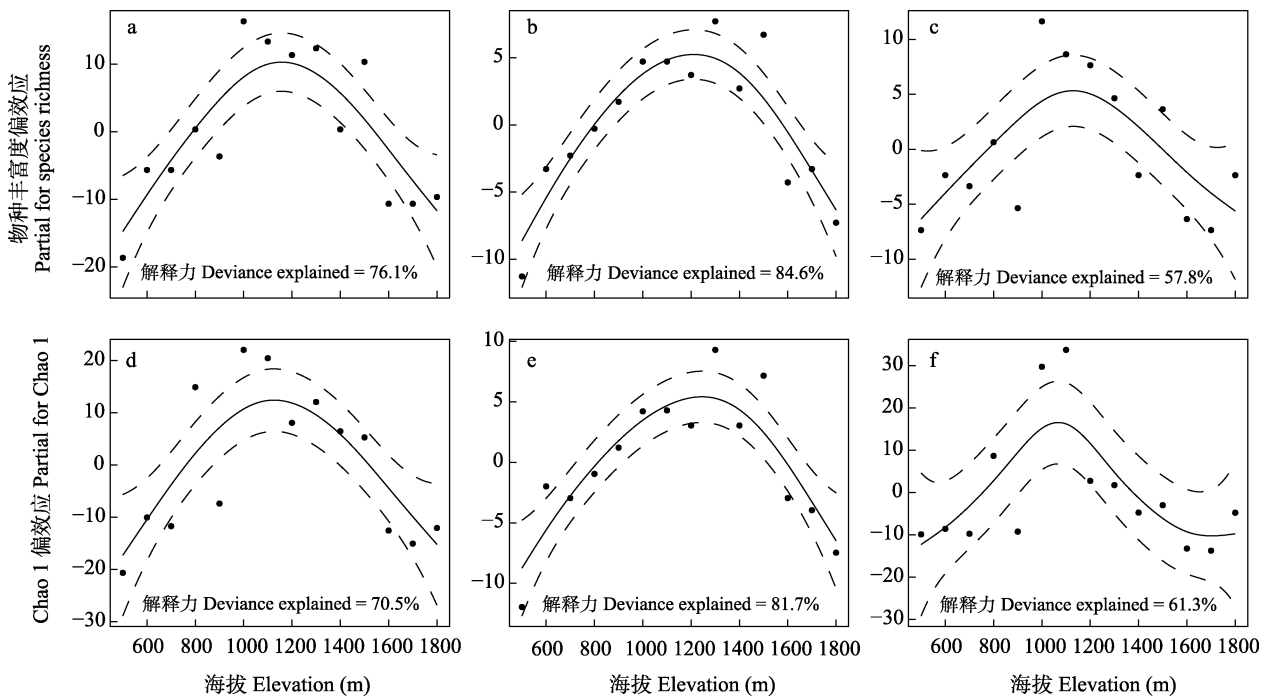 物种丰富度偏效应
Partial for species richness
a
10
0
−10
−20
解释力 Deviance explained = 76.1%
b
5
0
−5
−10
解释力 Deviance explained = 84.6%
c
10
5
0
−5
−10
解释力 Deviance explained = 57.8%
Chao 1 偏效应 Partial for Chao 1
d
20
10
0
−10
−20
−30
解释力 Deviance explained = 70.5%
600 800 1000 1200 1400 1600 1800
海拔 Elevation (m)
e
10
5
0
−5
−10
解释力 Deviance explained = 81.7%
600 800 1000 1200 1400 1600 1800
海拔 Elevation (m)
f
30
20
10
0
−10
−20
−30
解释力 Deviance explained = 61.3%
600 800 1000 1200 1400 1600 1800
海拔 Elevation (m)